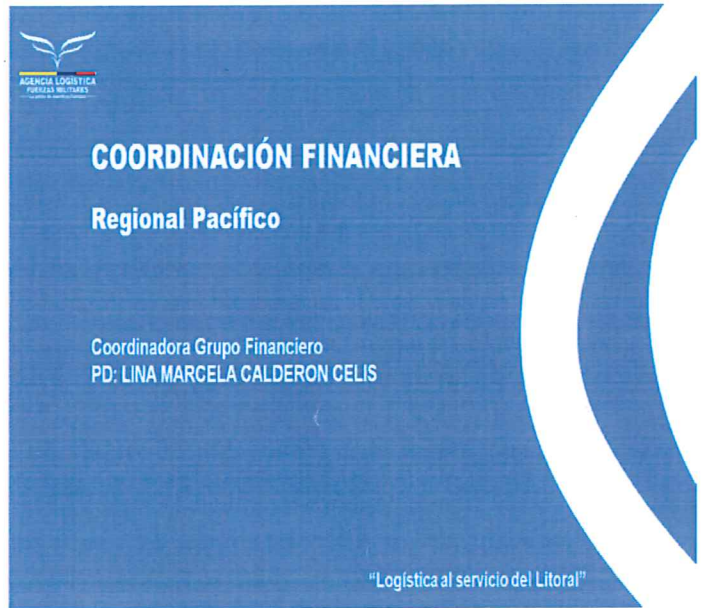 AGENCIA LOGÍSTICA
FUERZAS MILITARES
COORDINACIÓN FINANCIERA
Regional Pacífico
Coordinadora Grupo Financiero
PD: LINA MARCELA CALDERON CELIS
“Logística al servicio del Litoral”